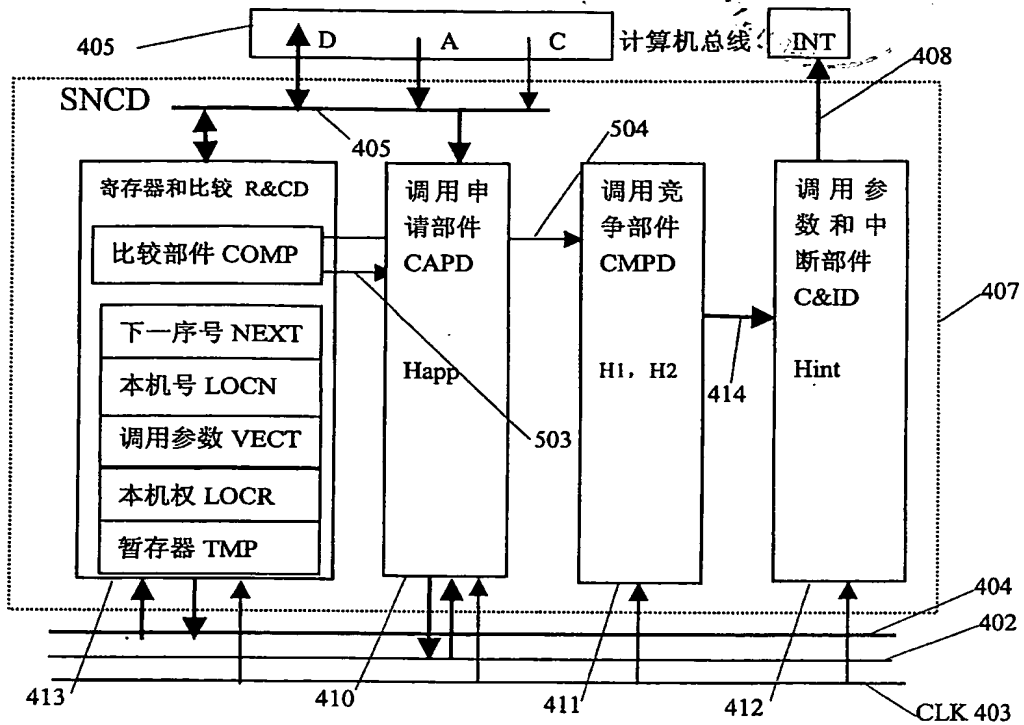 405
D A C
计算机总线
INT
408
SNCD
405
504
寄存器和比较 R&CD
比较部件 COMP
下一序号 NEXT
本机号 LOCN
调用参数 VECT
本机权 LOCR
暂存器 TMP
调用申
请部件
CAPD
Happ
503
调用竞
争部件
CMPD
H1，H2
414
调用参
数和中
断部件
C&ID
Hint
407
404
402
413
410
411
412
CLK 403